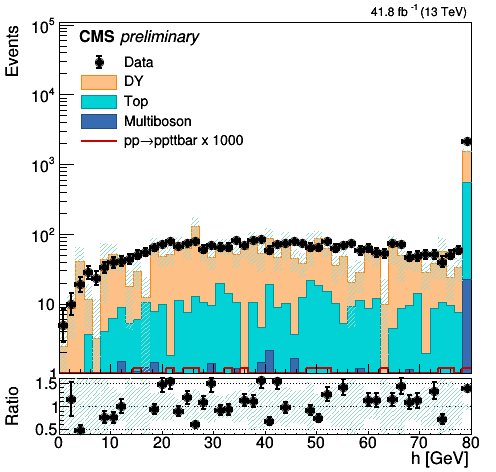 41.8 fb⁻¹ (13 TeV)
CMS preliminary
Data
DY
Top
Multiboson
pp→ppttbar x 1000
Events
10⁵
10⁴
10³
10²
10
1
Ratio
1.5
1
0.5
0 10 20 30 40 50 60 70 80
h [GeV]